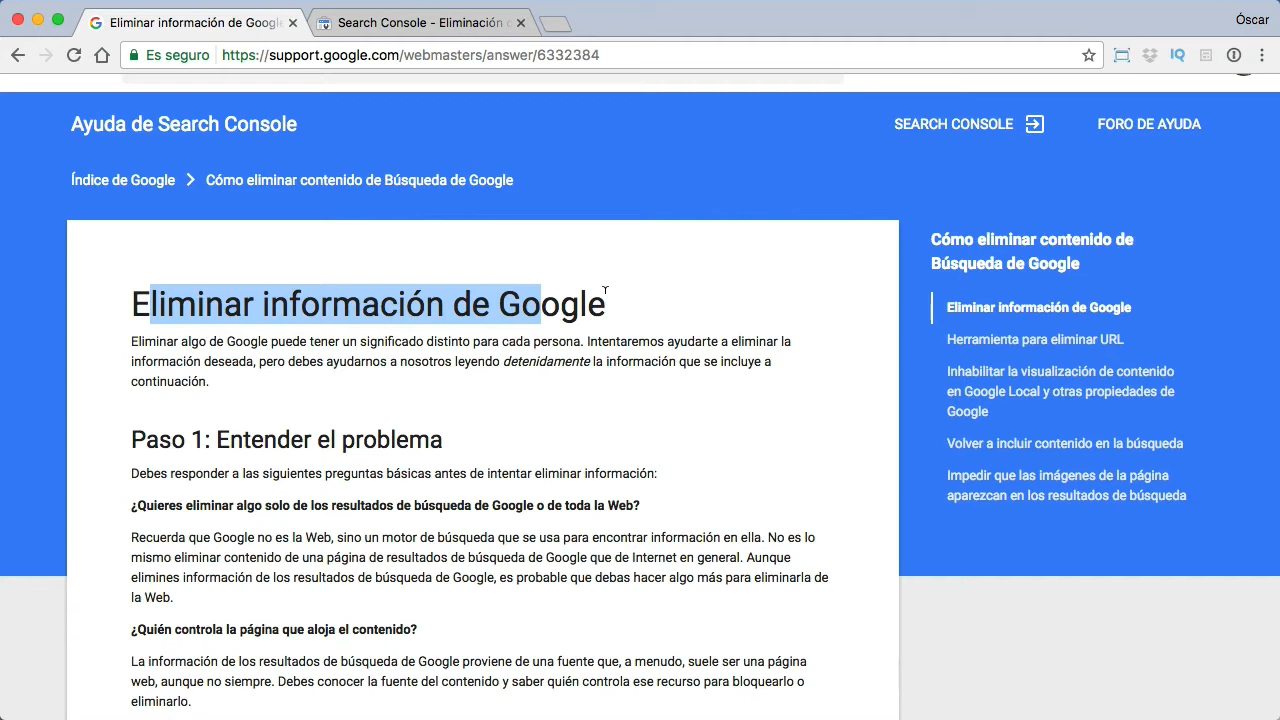 Eliminar información de Google
Search Console - Eliminación d
Óscar
Es seguro
https://support.google.com/webmasters/answer/6332384
Ayuda de Search Console
SEARCH CONSOLE
FORO DE AYUDA
Índice de Google
Cómo eliminar contenido de Búsqueda de Google
Eliminar información de Google
Eliminar algo de Google puede tener un significado distinto para cada persona. Intentaremos ayudarte a eliminar la
información deseada, pero debes ayudarnos a nosotros leyendo detenidamente la información que se incluye a
continuación.
Paso 1: Entender el problema
Debes responder a las siguientes preguntas básicas antes de intentar eliminar información:
¿Quieres eliminar algo solo de los resultados de búsqueda de Google o de toda la Web?
Recuerda que Google no es la Web, sino un motor de búsqueda que se usa para encontrar información en ella. No es lo
mismo eliminar contenido de una página de resultados de búsqueda de Google que de Internet en general. Aunque
elimines información de los resultados de búsqueda de Google, es probable que debas hacer algo más para eliminarla de
la Web.
¿Quién controla la página que aloja el contenido?
La información de los resultados de búsqueda de Google proviene de una fuente que, a menudo, suele ser una página
web, aunque no siempre. Debes conocer la fuente del contenido y saber quién controla ese recurso para bloquearlo o
eliminarlo.
Cómo eliminar contenido de
Búsqueda de Google
Eliminar información de Google
Herramienta para eliminar URL
Inhabilitar la visualización de contenido
en Google Local y otras propiedades de
Google
Volver a incluir contenido en la búsqueda
Impedir que las imágenes de la página
aparezcan en los resultados de búsqueda